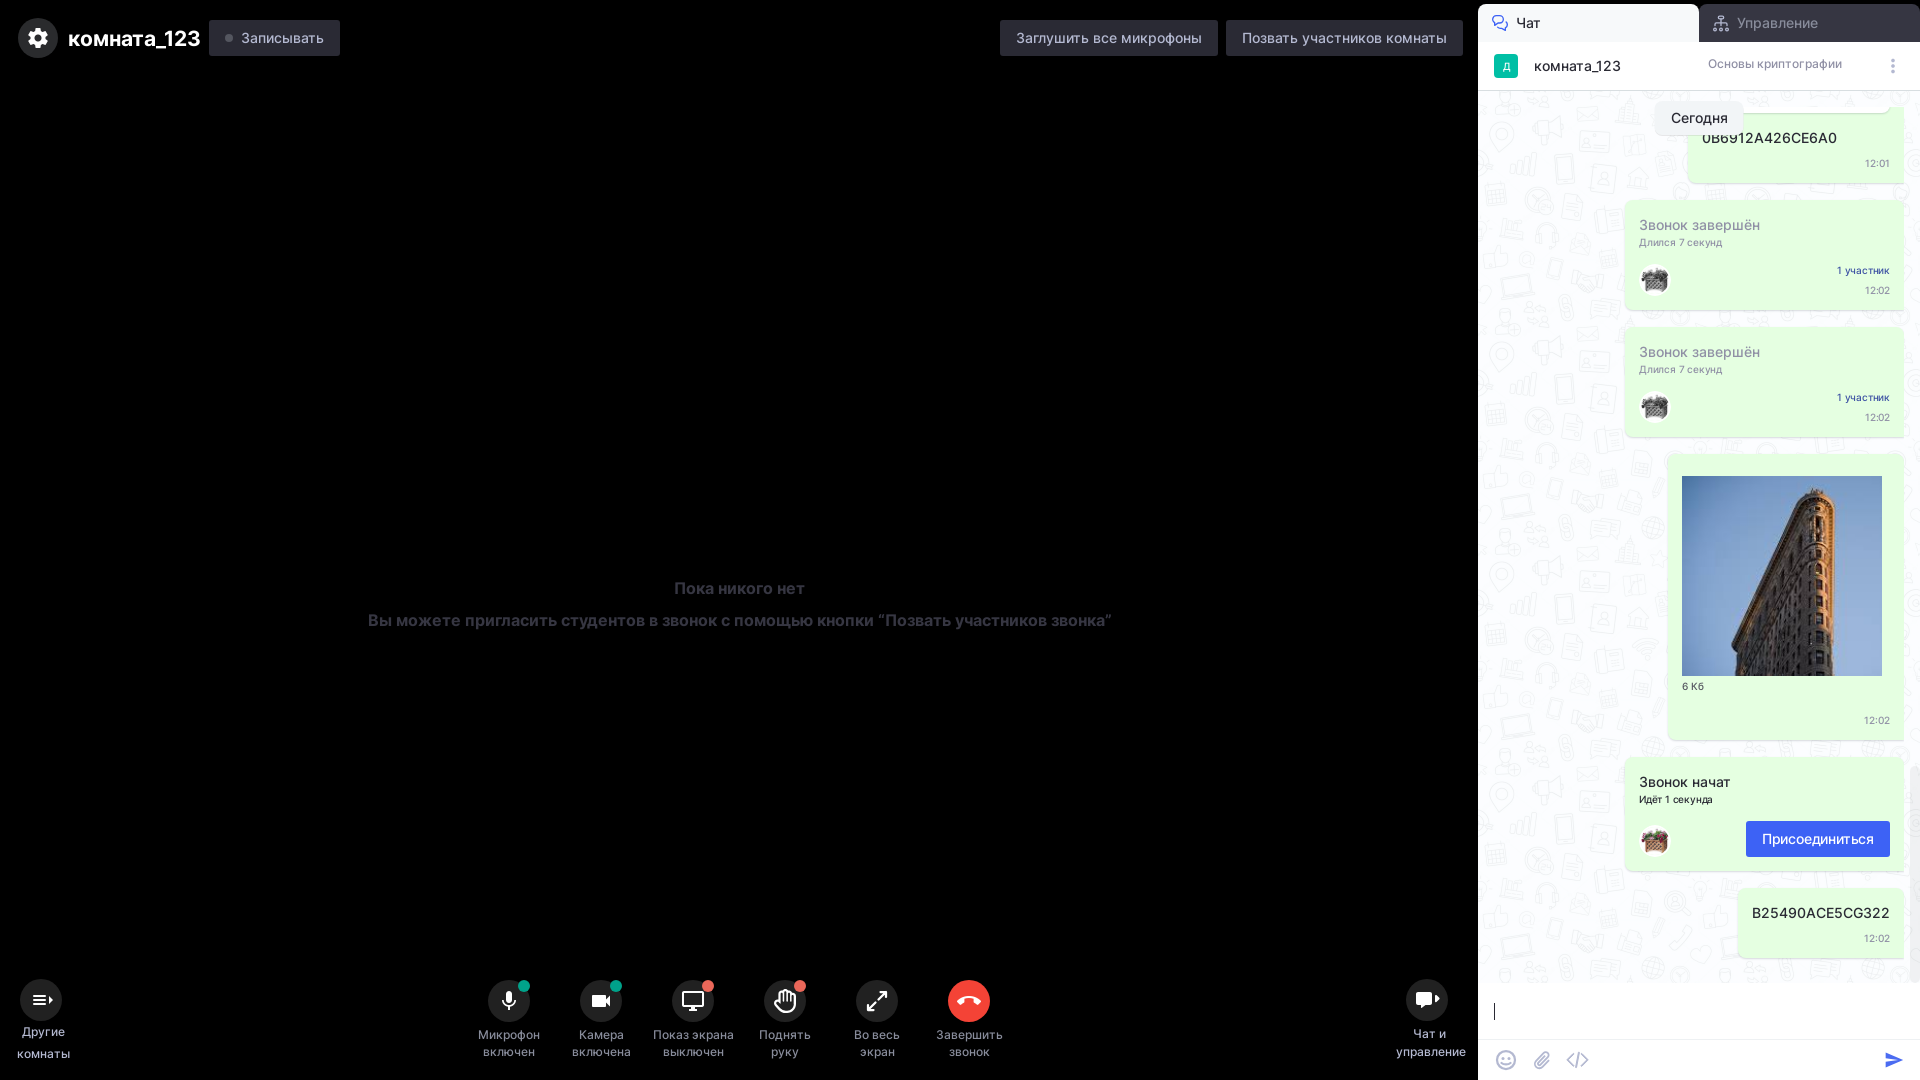 комната_123
Записывать
Заглушить все микрофоны
Позвать участников комнаты
Чат
Управление
Д
комната_123
Основы криптографии
Сегодня
0B6912A426CE6A0
12:01
Звонок завершён
Длился 7 секунд
1 участник
12:02
Звонок завершён
Длился 7 секунд
1 участник
12:02
6 Кб
12:02
Звонок начат
Идёт 1 секунда
Присоединиться
B25490ACE5CG322
12:02
Пока никого нет
Вы можете пригласить студентов в звонок с помощью кнопки “Позвать участников звонка”
Другие
комнаты
Микрофон
включен
Камера
включена
Показ экрана
выключен
Поднять
руку
Во весь
экран
Завершить
звонок
Чат и
управление